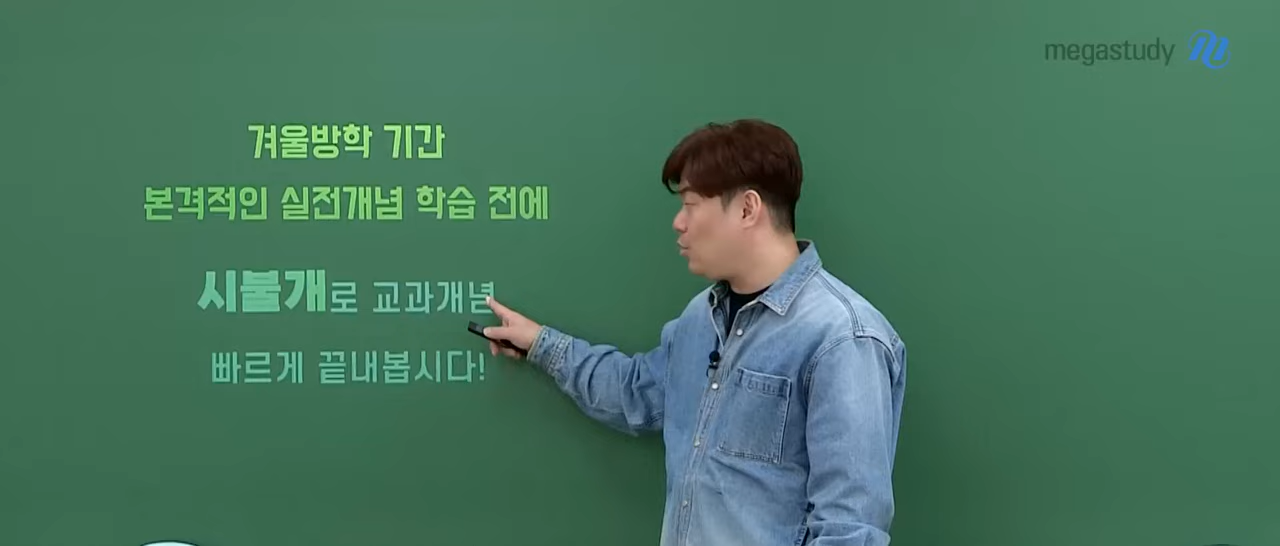 megastudy
겨울방학 기간
본격적인 실전개념 학습 전에
시불개로 교과개념
빠르게 끝내봅시다!